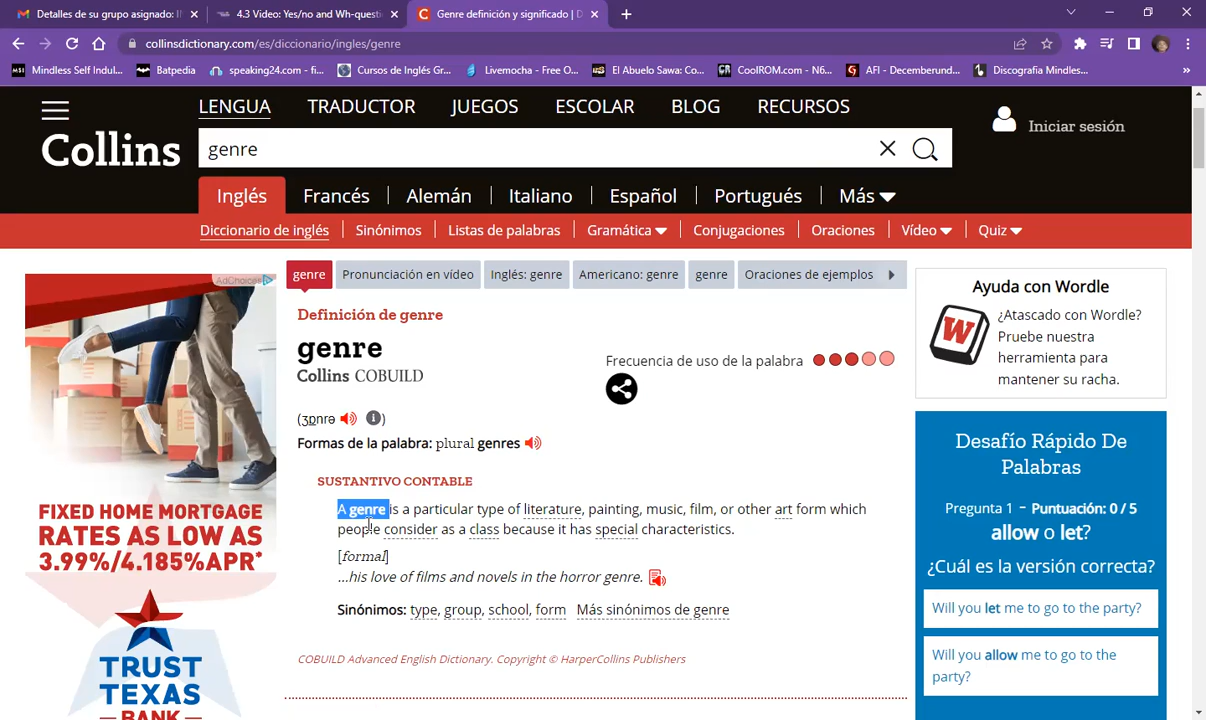 Detalles de su grupo asignado: I
4.3 Video: Yes/no and Wh-questi
Genre definición y significado | D
collinsdictionary.com/es/diccionario/ingles/genre
Mindless Self Indul...
Batpedia
speaking24.com - fi...
Cursos de Inglés Gr...
Livemocha - Free O...
El Abuelo Sawa: Co...
CoolROM.com - N6...
AFI - Decemberund...
Discografia Mindles...
LENGUA
TRADUCTOR
JUEGOS
ESCOLAR
BLOG
RECURSOS
Collins
genre
Iniciar sesión
Inglés
Francés
Alemán
Italiano
Español
Portugués
Más
Diccionario de inglés
Sinónimos
Listas de palabras
Gramática
Conjugaciones
Oraciones
Vídeo
Quiz
AdChoices
FIXED HOME MORTGAGE
RATES AS LOW AS
3.99%/4.185%APR*
TRUST
TEXAS
BANK
genre
Pronunciación en vídeo
Inglés: genre
Americano: genre
genre
Oraciones de ejemplos
Definición de genre
genre
Collins COBUILD
Frecuencia de uso de la palabra
(ʒɒnrə )
Formas de la palabra: plural genres
SUSTANTIVO CONTABLE
A genre is a particular type of literature, painting, music, film, or other art form which
people consider as a class because it has special characteristics.
[formal]
...his love of films and novels in the horror genre.
Sinónimos: type, group, school, form Más sinónimos de genre
COBUILD Advanced English Dictionary. Copyright © HarperCollins Publishers
Ayuda con Wordle
W
¿Atascado con Wordle?
Pruebe nuestra
herramienta para
mantener su racha.
Desafío Rápido De
Palabras
Pregunta 1 - Puntuación: 0 / 5
allow o let?
¿Cuál es la versión correcta?
Will you let me to go to the party?
Will you allow me to go to the
party?